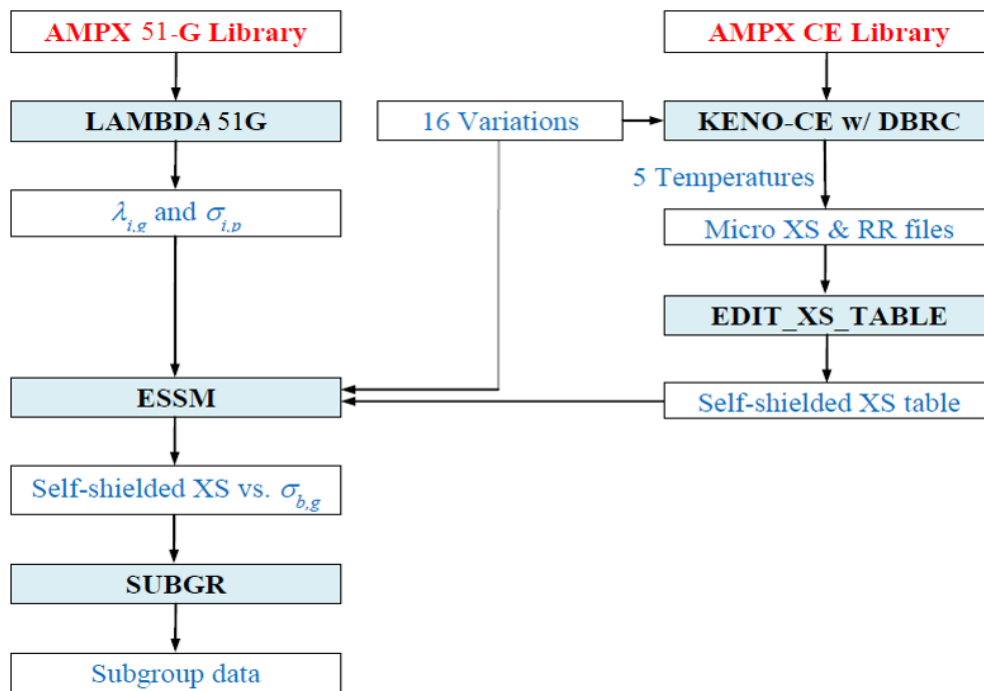 AMPX 51-G Library
AMPX CE Library
LAMBDA 51G
16 Variations
KENO-CE w/ DBRC
5 Temperatures
λi,g and σi,p
Micro XS & RR files
EDIT_XS_TABLE
ESSM
Self-shielded XS table
Self-shielded XS vs. σb,g
SUBGR
Subgroup data